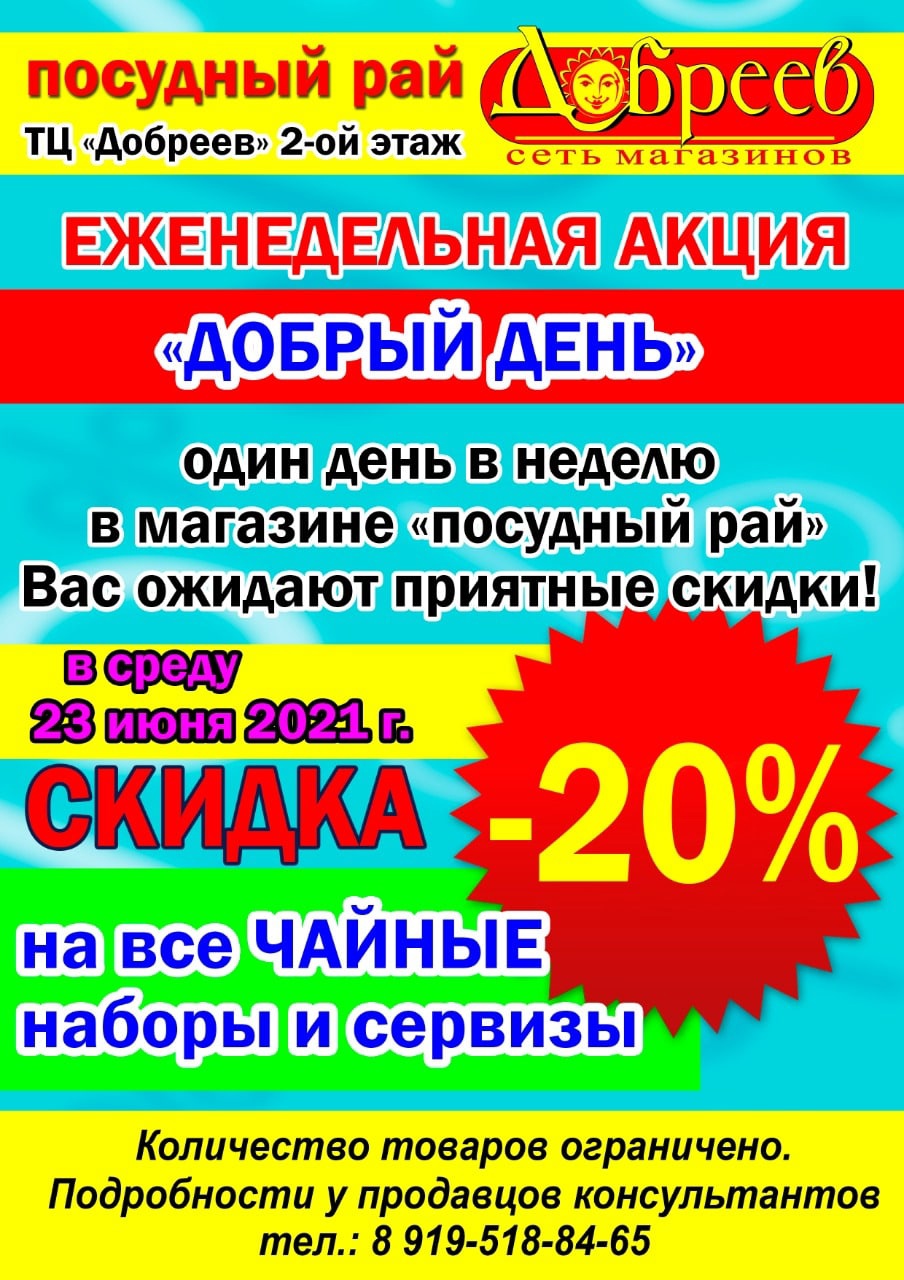 посудный рай
ТЦ «Добреев» 2-ой этаж
Добреев
сеть магазинов
ЕЖЕНЕДЕЛЬНАЯ АКЦИЯ
«ДОБРЫЙ ДЕНЬ»
один день в неделю
в магазине «посудный рай»
Вас ожидают приятные скидки!
в среду
23 июня 2021 г.
СКИДКА
-20%
на все ЧАЙНЫЕ
наборы и сервизы
Количество товаров ограничено.
Подробности у продавцов консультантов
тел.: 8 919-518-84-65